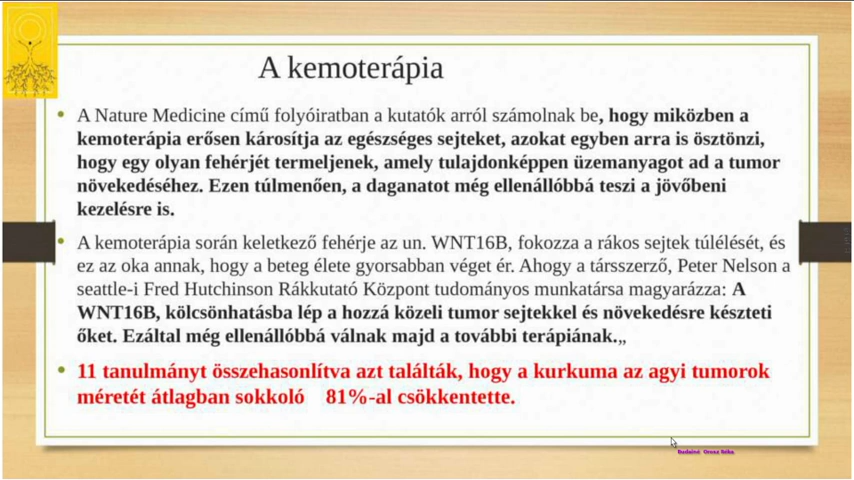 A kemoterápia
• A Nature Medicine című folyóiratban a kutatók arról számolnak be, hogy miközben a
kemoterápia erősen károsítja az egészséges sejteket, azokat egyben arra is ösztönzi,
hogy egy olyan fehérjét termeljenek, amely tulajdonképpen üzemanyagot ad a tumor
növekedéséhez. Ezen túlmenően, a daganatot még ellenállóbbá teszi a jövőbeni
kezelésre is.
• A kemoterápia során keletkező fehérje az un. WNT16B, fokozza a rákos sejtek túlélését, és
ez az oka annak, hogy a beteg élete gyorsabban véget ér. Ahogy a társszerző, Peter Nelson a
seattle-i Fred Hutchinson Rákkutató Központ tudományos munkatársa magyarázza: A
WNT16B, kölcsönhatásba lép a hozzá közeli tumor sejtekkel és növekedésre készteti
őket. Ezáltal még ellenállóbbá válnak majd a további terápiának.„
• 11 tanulmányt összehasonlítva azt találták, hogy a kurkuma az agyi tumorok
méretét átlagban sokkoló 81%-al csökkentette.
Budainé Orosz Réka